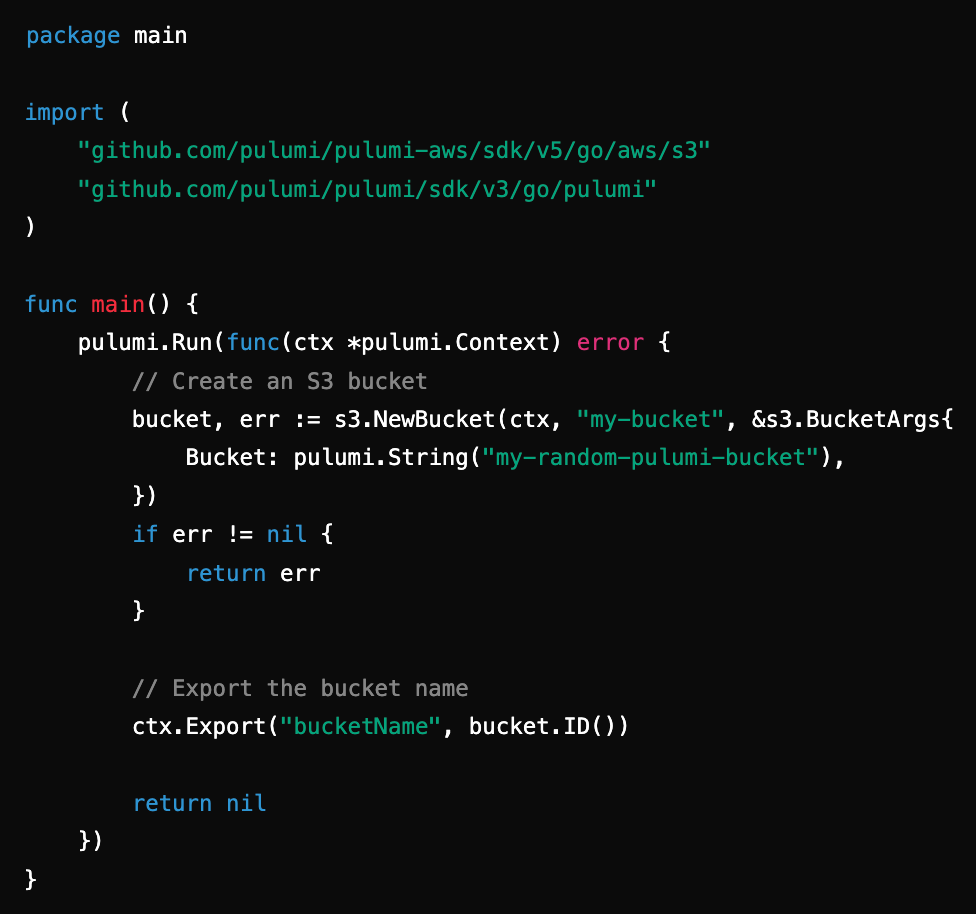 package main

import (
    "github.com/pulumi/pulumi-aws/sdk/v5/go/aws/s3"
    "github.com/pulumi/pulumi/sdk/v3/go/pulumi"
)

func main() {
    pulumi.Run(func(ctx *pulumi.Context) error {
        // Create an S3 bucket
        bucket, err := s3.NewBucket(ctx, "my-bucket", &s3.BucketArgs{
            Bucket: pulumi.String("my-random-pulumi-bucket"),
        })
        if err != nil {
            return err
        }

        // Export the bucket name
        ctx.Export("bucketName", bucket.ID())

        return nil
    })
}